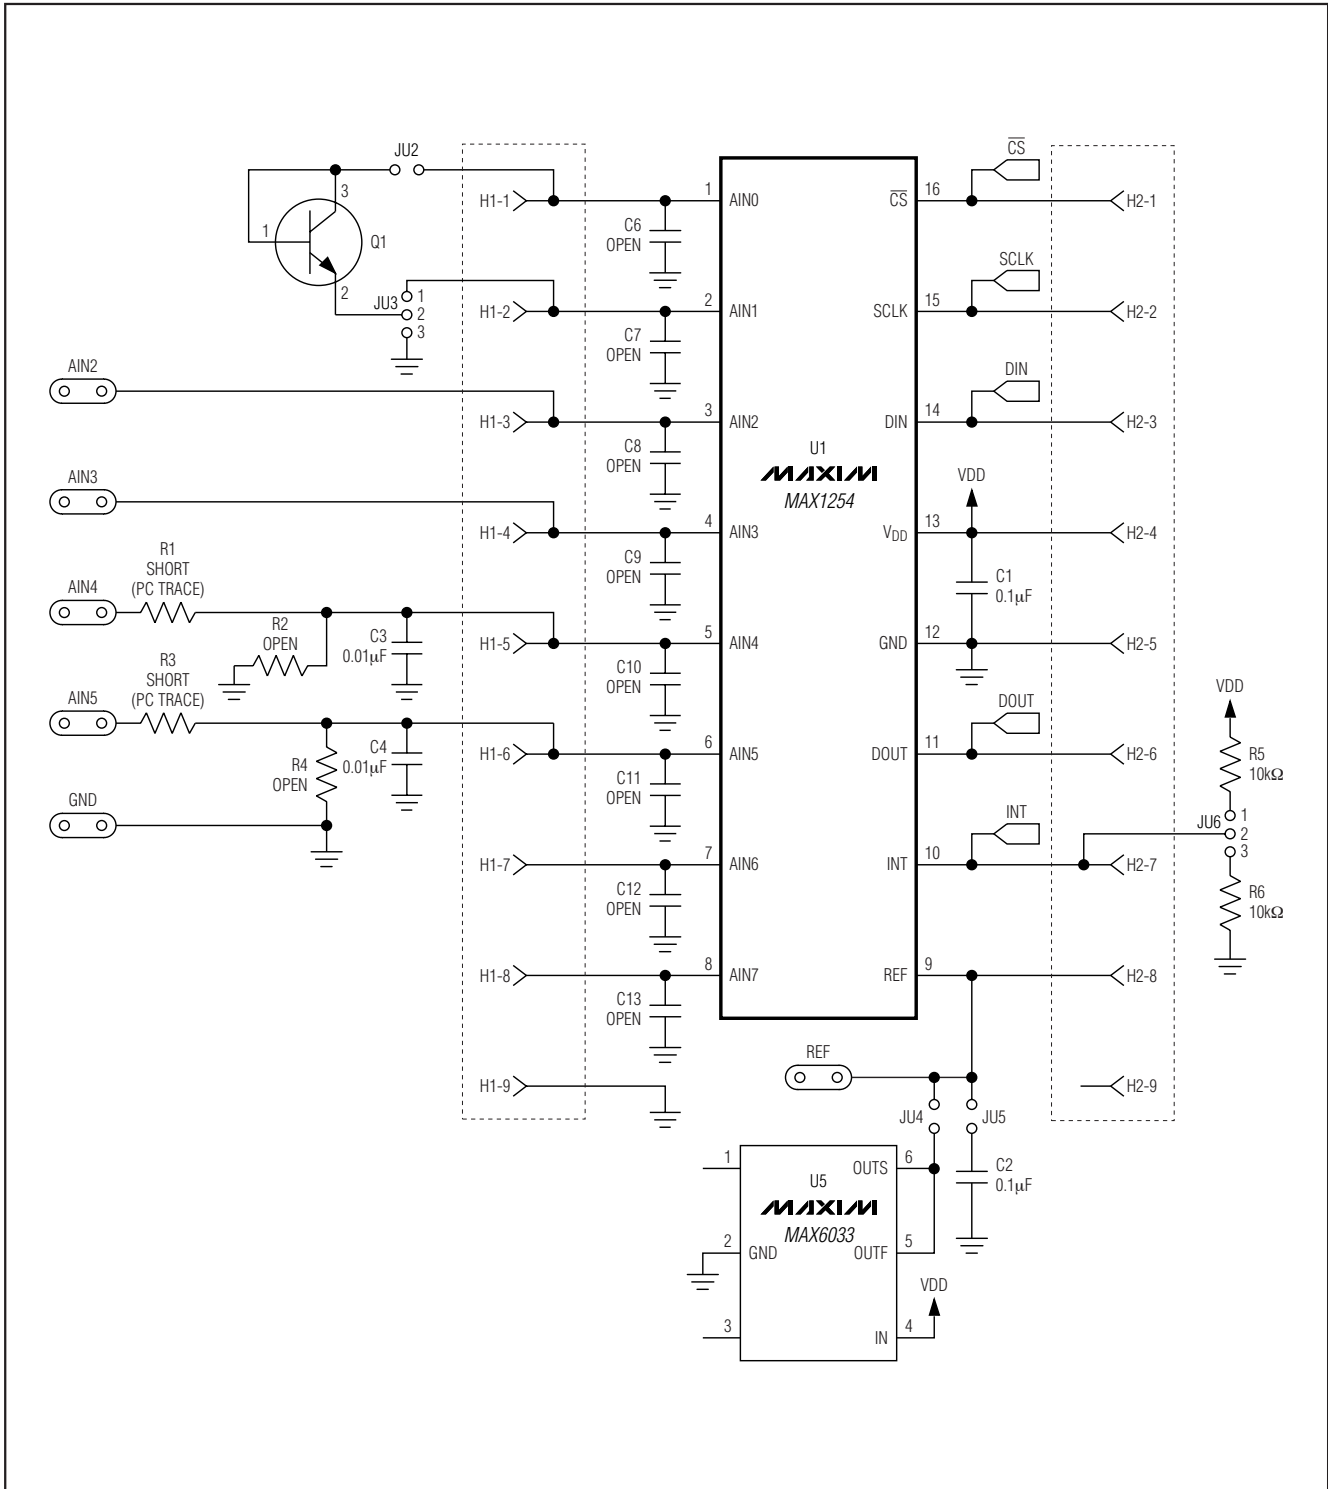 JU2
3
1
Q1
2
JU3
1
2
3
AIN2
AIN3
R1
SHORT
(PC TRACE)
AIN4
R2
OPEN
C3
0.01µF
R3
SHORT
(PC TRACE)
AIN5
R4
OPEN
C4
0.01µF
GND
H1-1
H1-2
H1-3
H1-4
H1-5
H1-6
H1-7
H1-8
H1-9
C6
OPEN
C7
OPEN
C8
OPEN
C9
OPEN
C10
OPEN
C11
OPEN
C12
OPEN
C13
OPEN
1 AIN0
2 AIN1
3 AIN2
4 AIN3
5 AIN4
6 AIN5
7 AIN6
8 AIN7
U1
MAXIM
MAX1254
C̅S̅ 16
SCLK 15
DIN 14
VDD 13
GND 12
DOUT 11
INT 10
REF 9
C̅S̅
SCLK
DIN
VDD
C1
0.1µF
DOUT
INT
H2-1
H2-2
H2-3
H2-4
H2-5
H2-6
H2-7
H2-8
H2-9
VDD
R5
10kΩ
JU6
1
2
3
R6
10kΩ
REF
JU4
JU5
C2
0.1µF
1
2 GND
3
U5
MAXIM
MAX6033
OUTS 6
OUTF 5
IN 4
VDD